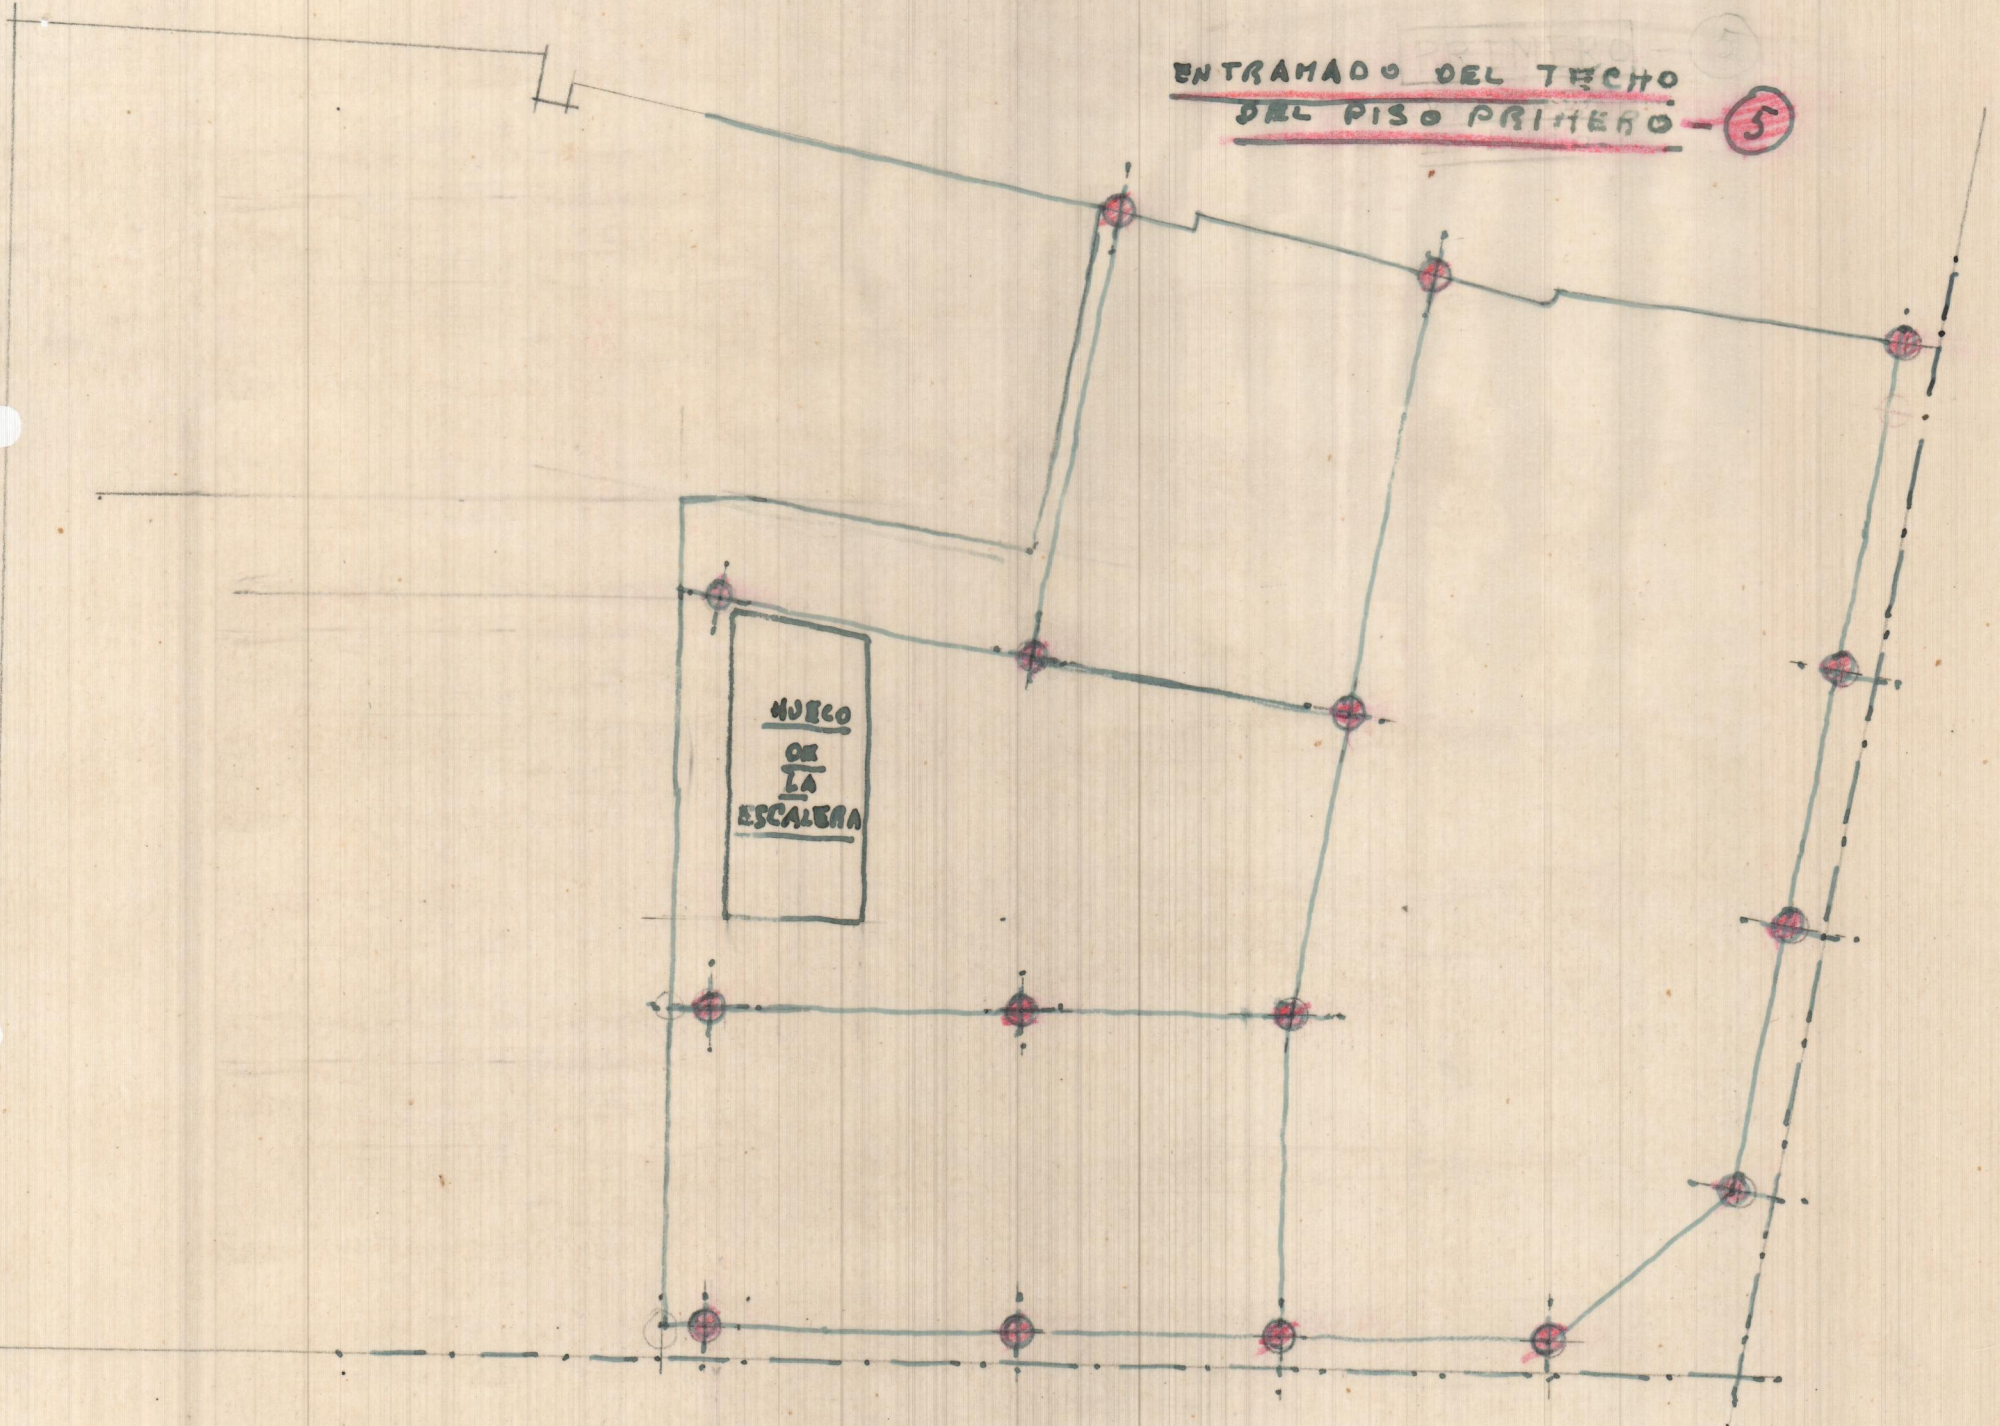 ENTRAMADO DEL TECHO
DEL PISO PRIMERO - 5
HUECO
DE
LA
ESCALERA